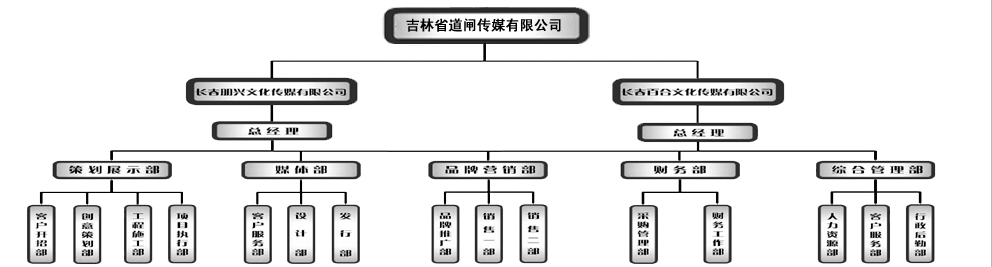 吉林省道闸传媒有限公司
长吉朋兴文化传媒有限公司
长吉百合文化传媒有限公司
总经理
总经理
策划展示部
媒体部
品牌营销部
财务部
综合管理部
客户开招部
创意策划部
工程施工部
项目执行部
客户服务部
设计部
发行部
品牌推广部
销售一部
销售二部
采购管理部
财务工作部
人力资源部
客户服务部
行政后勤部